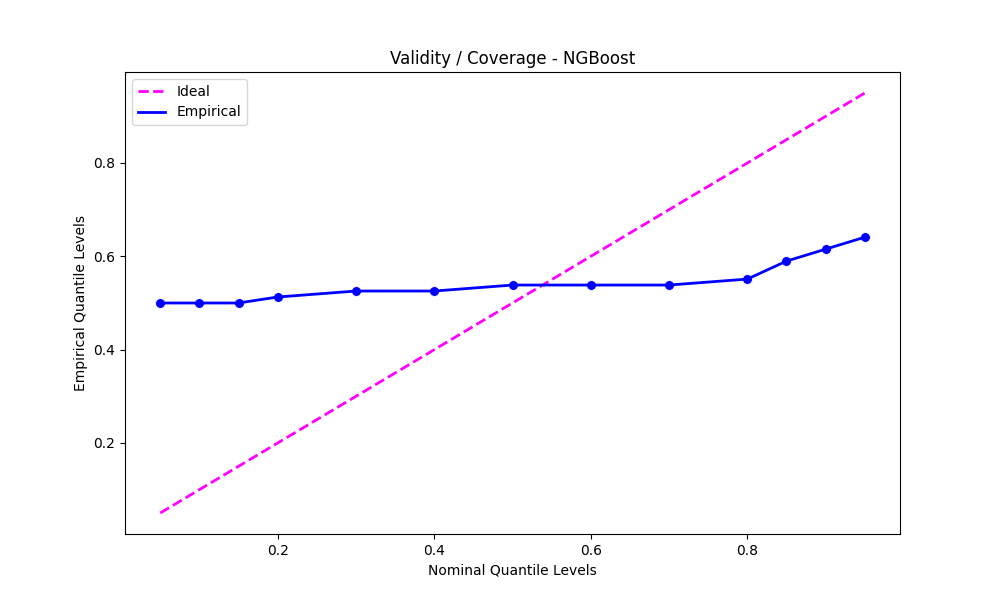 Validity / Coverage - NGBoost
Ideal
Empirical
0.8
0.6
0.4
0.2
Empirical Quantile Levels
0.2
0.4
0.6
0.8
Nominal Quantile Levels